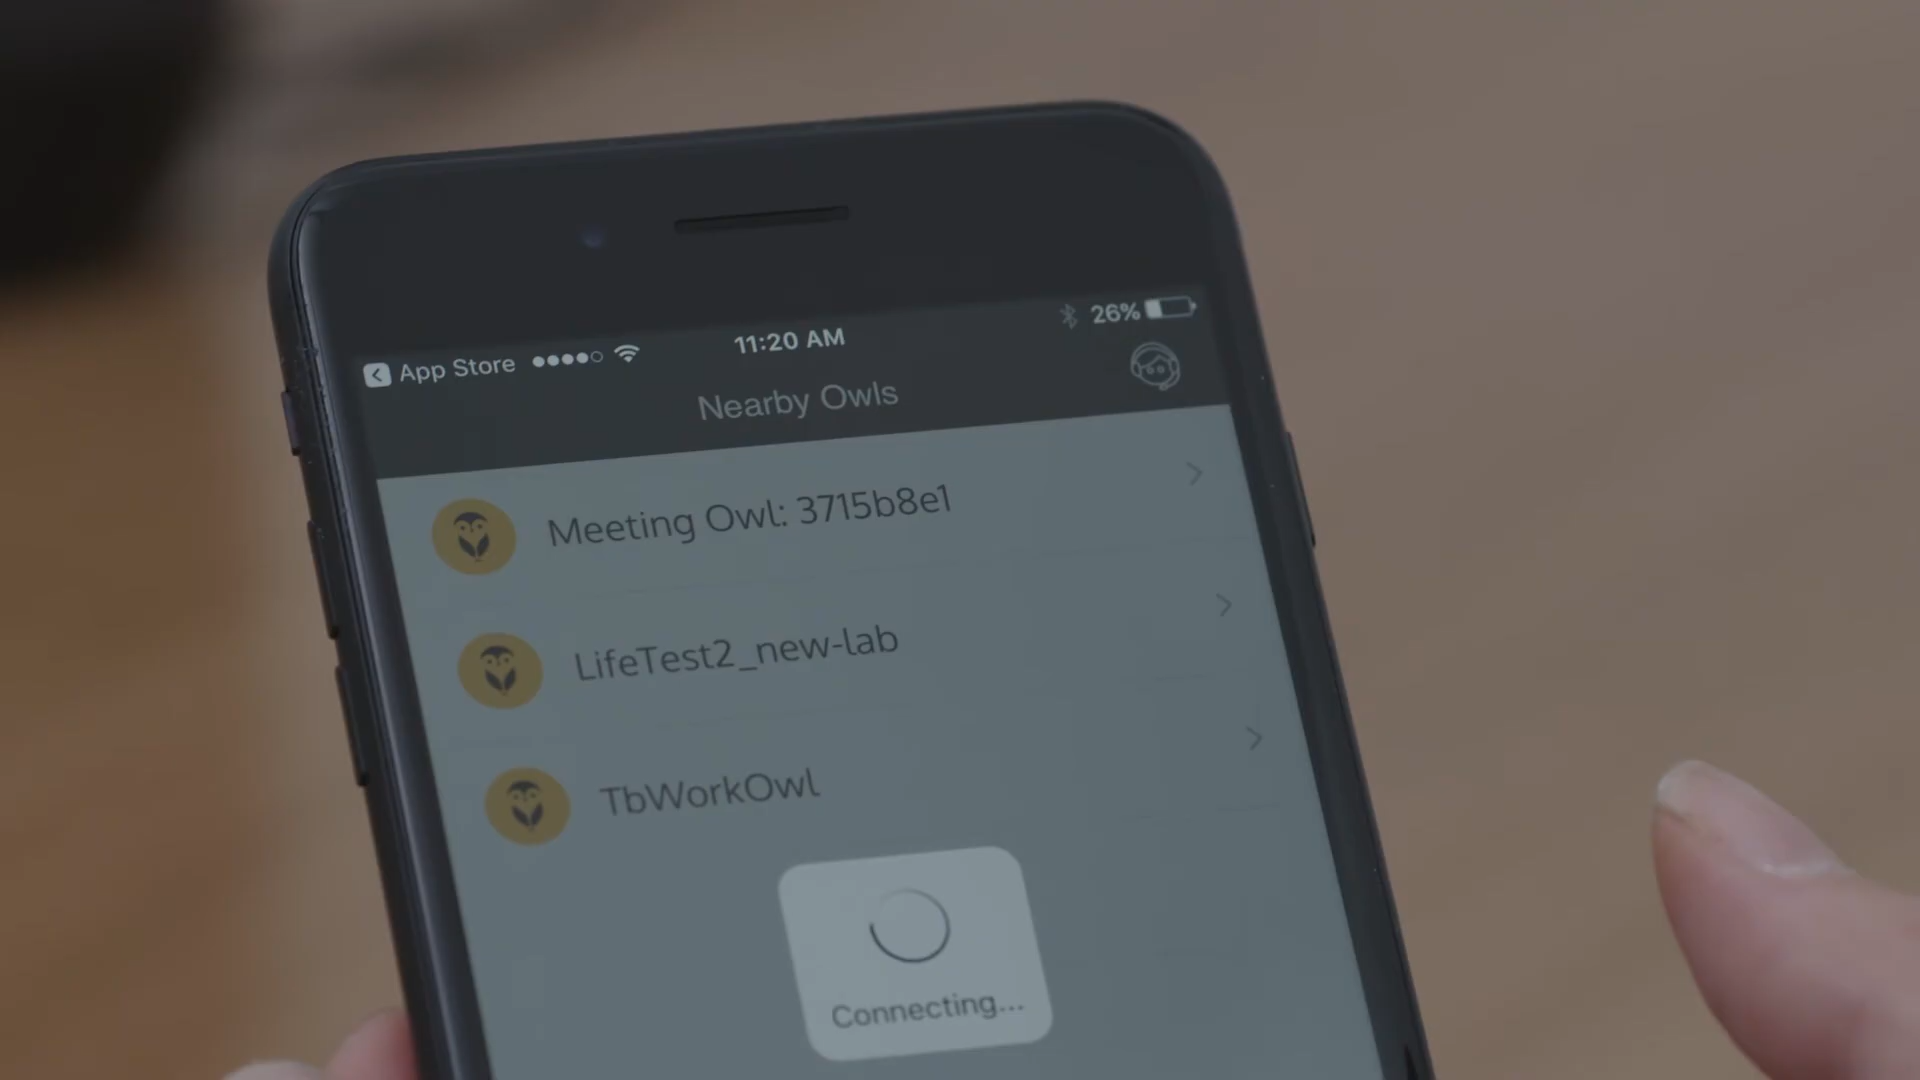 App Store 11:20 AM 26%
Nearby Owls
Meeting Owl: 3715b8e1
LifeTest2_new-lab
TbWorkOwl
Connecting...